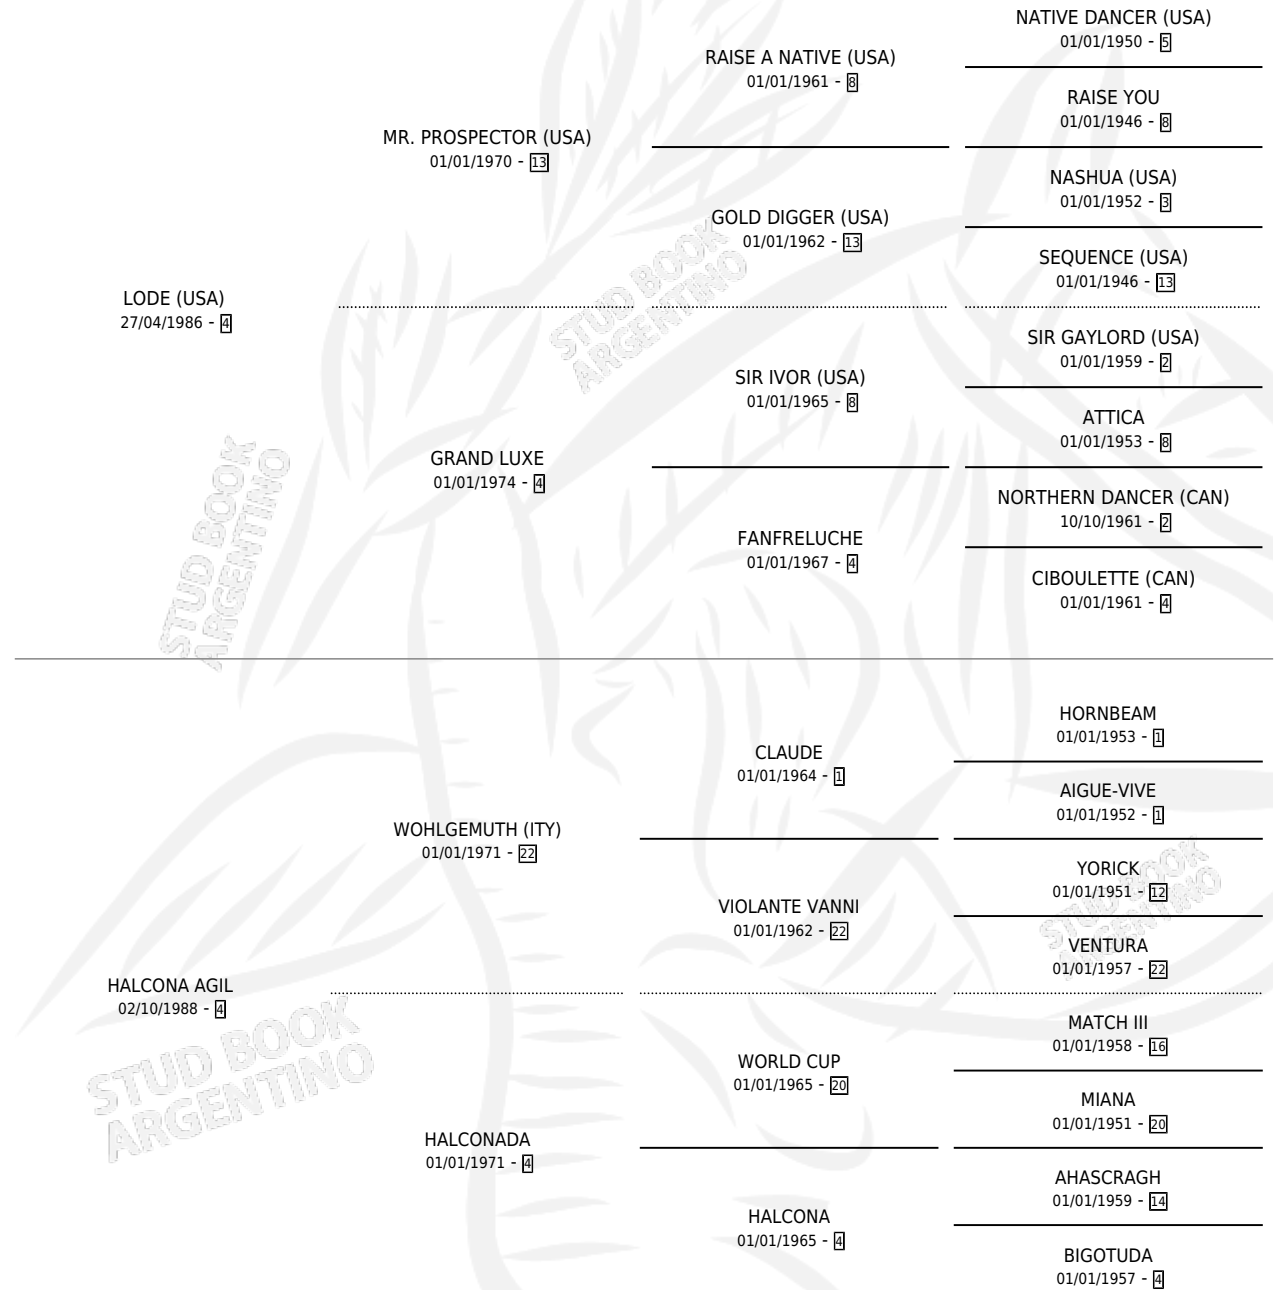 NATIVE DANCER (USA)
01/01/1950 - 5
RAISE A NATIVE (USA)
01/01/1961 - 8
RAISE YOU
01/01/1946 - 8
MR. PROSPECTOR (USA)
01/01/1970 - 13
NASHUA (USA)
01/01/1952 - 3
GOLD DIGGER (USA)
01/01/1962 - 13
SEQUENCE (USA)
01/01/1946 - 13
LODE (USA)
27/04/1986 - 4
STUD BOOK
ARGENTINO
SIR GAYLORD (USA)
01/01/1959 - 2
SIR IVOR (USA)
01/01/1965 - 8
ATTICA
01/01/1953 - 8
GRAND LUXE
01/01/1974 - 4
NORTHERN DANCER (CAN)
10/10/1961 - 2
FANFRELUCHE
01/01/1967 - 4
CIBOULETTE (CAN)
01/01/1961 - 4
STUD BOOK
ARGENTINO
HORNBEAM
01/01/1953 - 1
CLAUDE
01/01/1964 - 1
AIGUE-VIVE
01/01/1952 - 1
WOHLGEMUTH (ITY)
01/01/1971 - 22
YORICK
01/01/1951 - 12
VIOLANTE VANNI
01/01/1962 - 22
VENTURA
01/01/1957 - 22
STUD BOOK
ARGENTINO
HALCONA AGIL
02/10/1988 - 4
MATCH III
01/01/1958 - 16
WORLD CUP
01/01/1965 - 20
MIANA
01/01/1951 - 20
STUD BOOK
ARGENTINO
HALCONADA
01/01/1971 - 4
AHASCRAGH
01/01/1959 - 14
HALCONA
01/01/1965 - 4
BIGOTUDA
01/01/1957 - 4